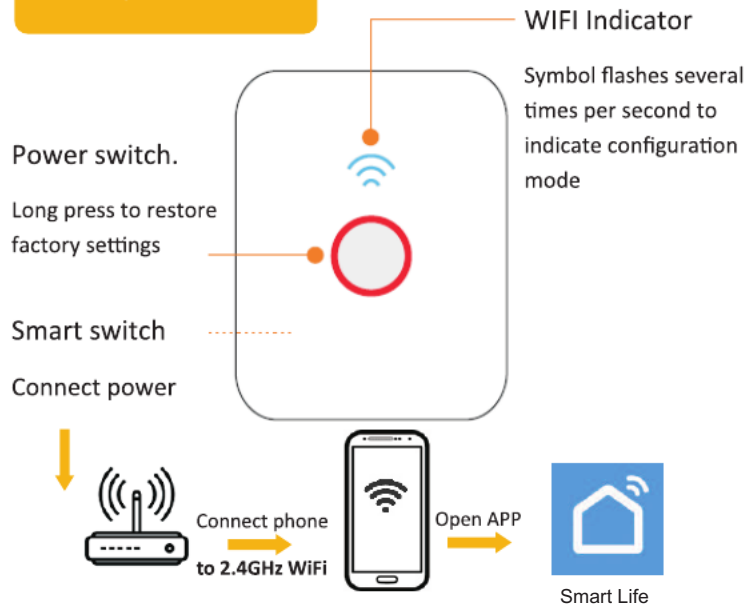 WIFI Indicator
Symbol flashes several
times per second to
indicate configuration
mode
Power switch.
Long press to restore
factory settings
Smart switch
Connect power
Connect phone
to 2.4GHz WiFi
Open APP
Smart Life